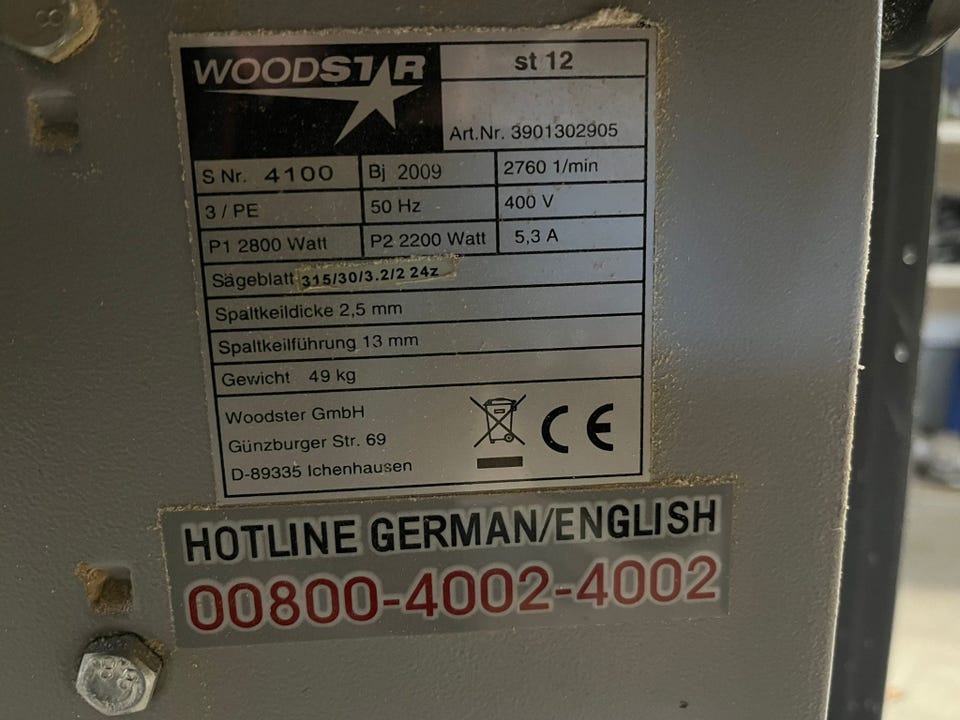 WOODSTAR
st 12
Art.Nr. 3901302905
S Nr. 4100
Bj 2009
2760 1/min
3 / PE
50 Hz
400 V
P1 2800 Watt
P2 2200 Watt
5,3 A
Sägeblatt 315/30/3.2/2 24z
Spaltkeildicke 2,5 mm
Spaltkeilführung 13 mm
Gewicht 49 kg
Woodster GmbH
Günzburger Str. 69
D-89335 Ichenhausen
CE
HOTLINE GERMAN/ENGLISH
00800-4002-4002
8.8